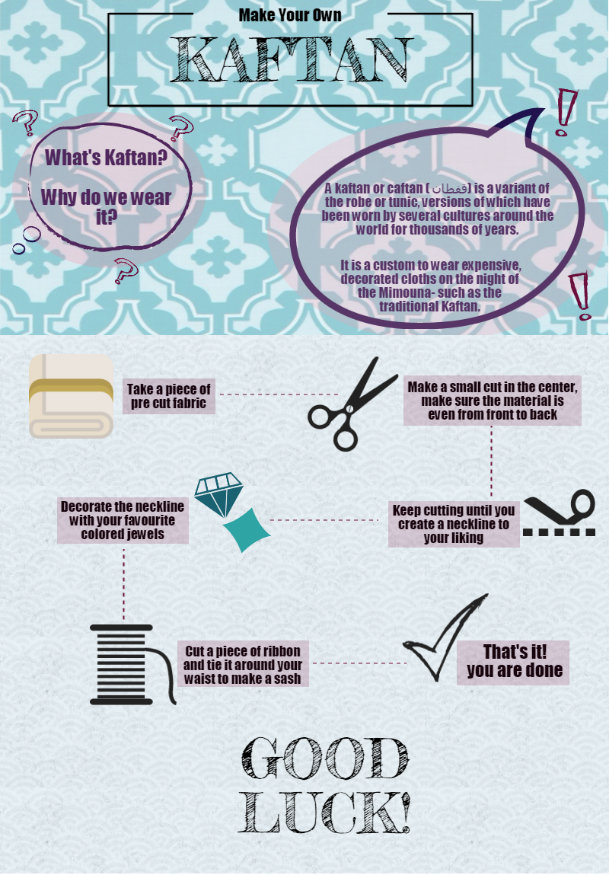 Make Your Own
KAFTAN
What's Kaftan?
Why do we wear
it?
A kaftan or caftan ( قفطان) is a variant of
the robe or tunic, versions of which have
been worn by several cultures around the
world for thousands of years.
It is a custom to wear expensive,
decorated cloths on the night of
the Mimouna- such as the
traditional Kaftan.
Take a piece of
pre cut fabric
Make a small cut in the center,
make sure the material is
even from front to back
Keep cutting until you
create a neckline to
your liking
Decorate the neckline
with your favourite
colored jewels
Cut a piece of ribbon
and tie it around your
waist to make a sash
That's it!
you are done
GOOD
LUCK!